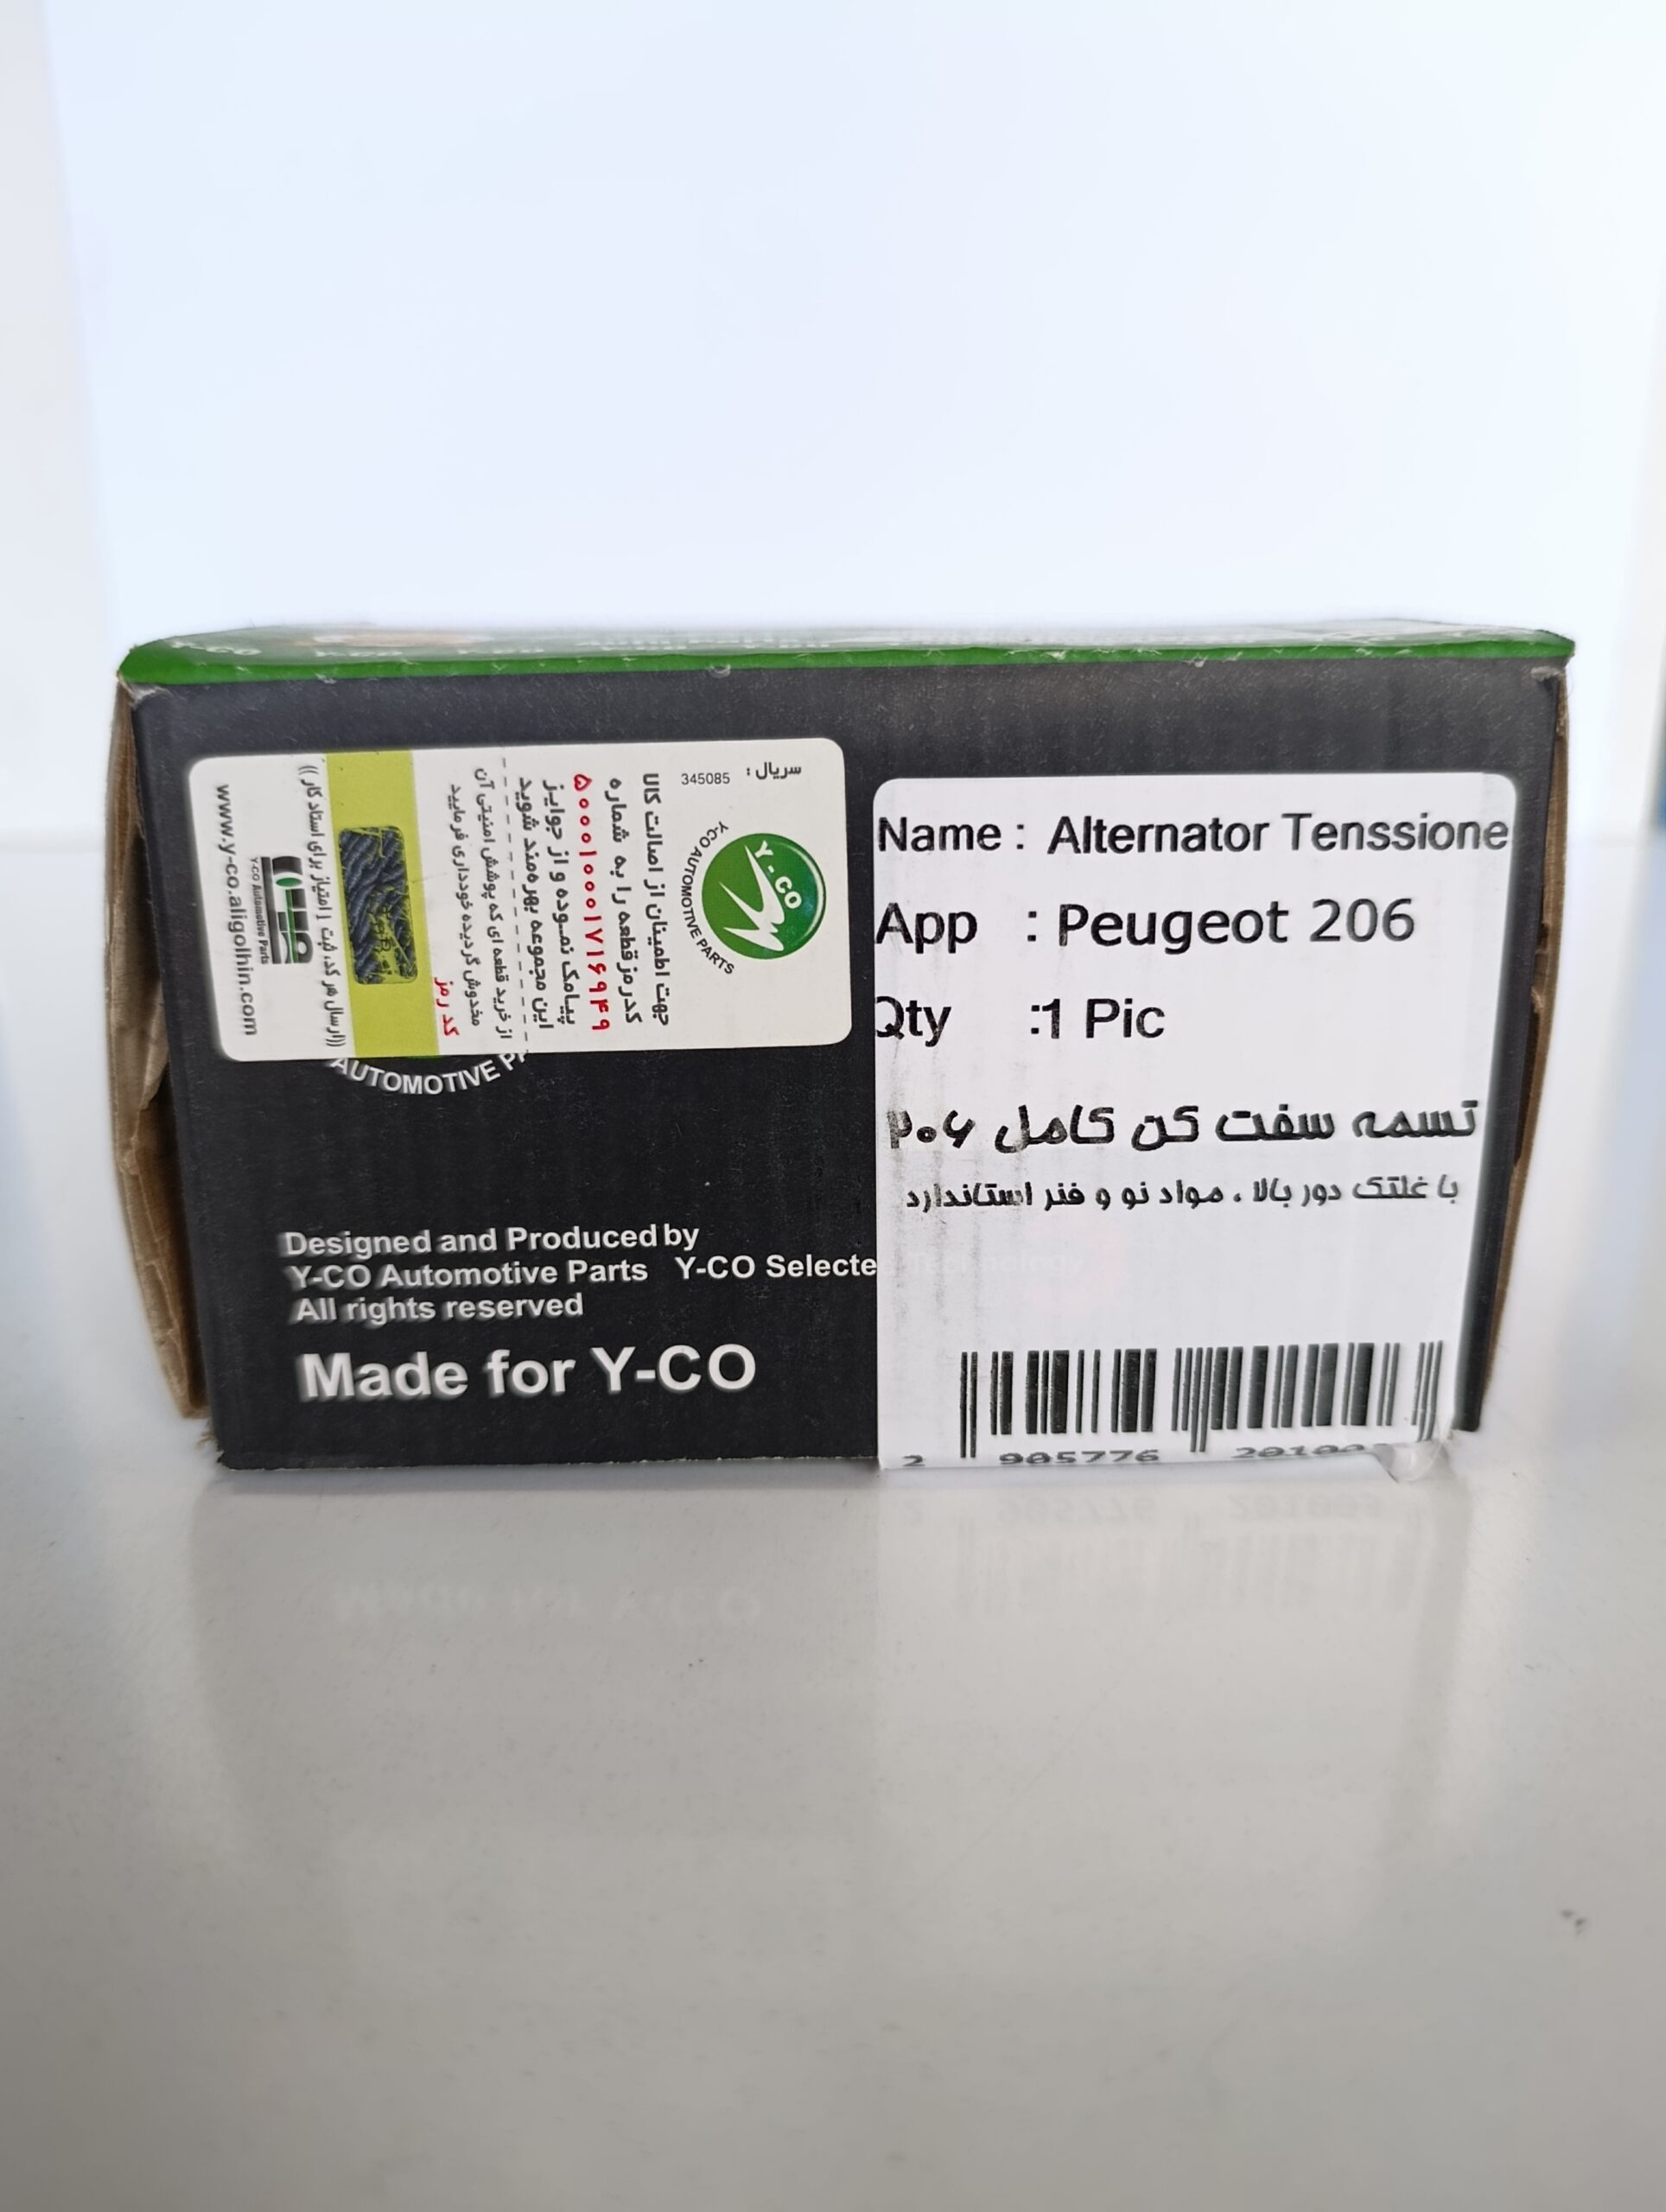 سریال : 345085
Y-CO
Y-CO AUTOMOTIVE PARTS
جهت اطمینان از اصالت کالا
کدرمز قطعه را به شماره
۵۰۰۰۱۰۰۰۱۷۱۶۹۴۹
پیامک نموده و از جوایز
این مجموعه بهره‌مند شوید
از خرید قطعه ای که پوشش امنیتی آن
مخدوش گردیده خودداری فرمایید
کد رمز
((ارسال هر کد، ثبت ۱ امتیاز برای استاد کار))
Y-CO Automotive Parts
www.y-co.aligolhin.com
AUTOMOTIVE
Designed and Produced by
Y-CO Automotive Parts Y-CO Selecte
All rights reserved
Made for Y-CO
Name : Alternator Tenssione
App : Peugeot 206
Qty :1 Pic
تسمه سفت کن کامل ۲۰۶
با غلتک دور بالا ، مواد نو و فنر استاندارد
2 905776